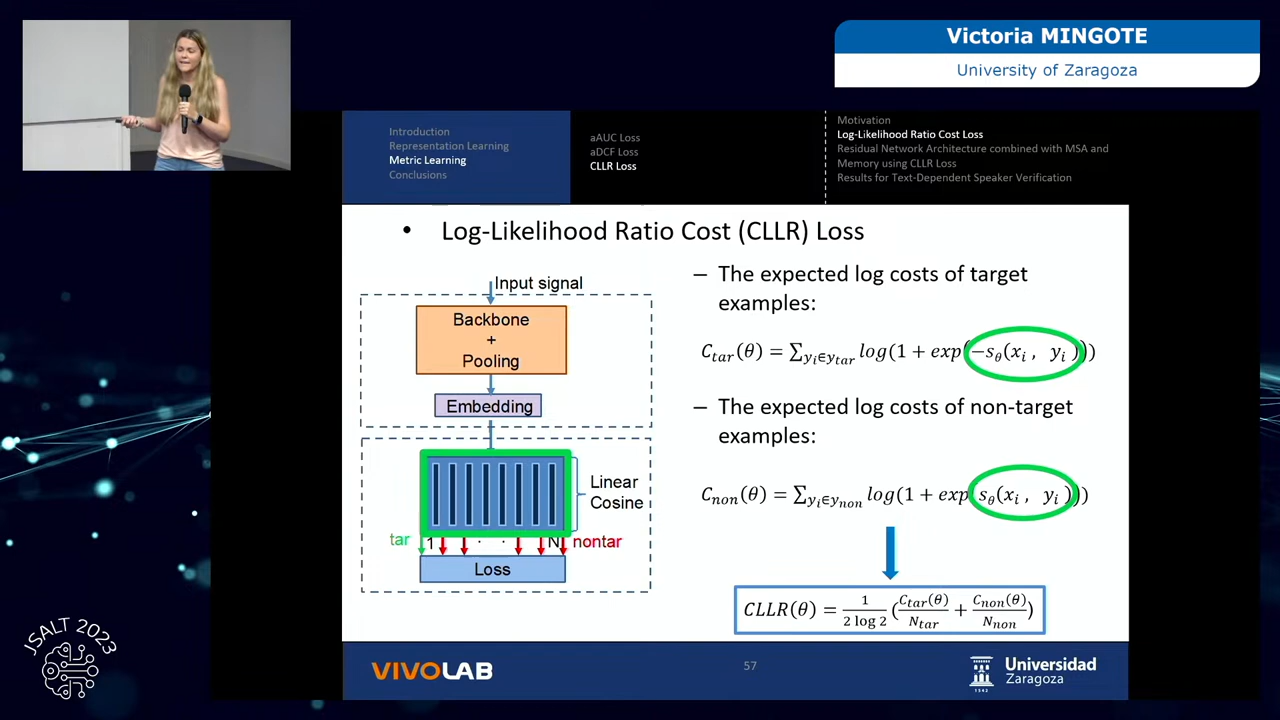 Victoria MINGOTE
University of Zaragoza
Introduction
Representation Learning
Metric Learning
Conclusions
aAUC Loss
aDCF Loss
CLLR Loss
Motivation
Log-Likelihood Ratio Cost Loss
Residual Network Architecture combined with MSA and
Memory using CLLR Loss
Results for Text-Dependent Speaker Verification
• Log-Likelihood Ratio Cost (CLLR) Loss
Input signal
Backbone
+
Pooling
Embedding
Linear
Cosine
tar 1 · · N nontar
Loss
– The expected log costs of target
examples:
C_tar(θ) = ∑_{y_i∈y_tar} log(1 + exp(−s_θ(x_i , y_i)))
– The expected log costs of non-target
examples:
C_non(θ) = ∑_{y_i∈y_non} log(1 + exp(s_θ(x_i , y_i)))
CLLR(θ) = 1/(2 log 2) (C_tar(θ)/N_tar + C_non(θ)/N_non)
JSALT 2023
VIVOLAB
57
1542
Universidad
Zaragoza